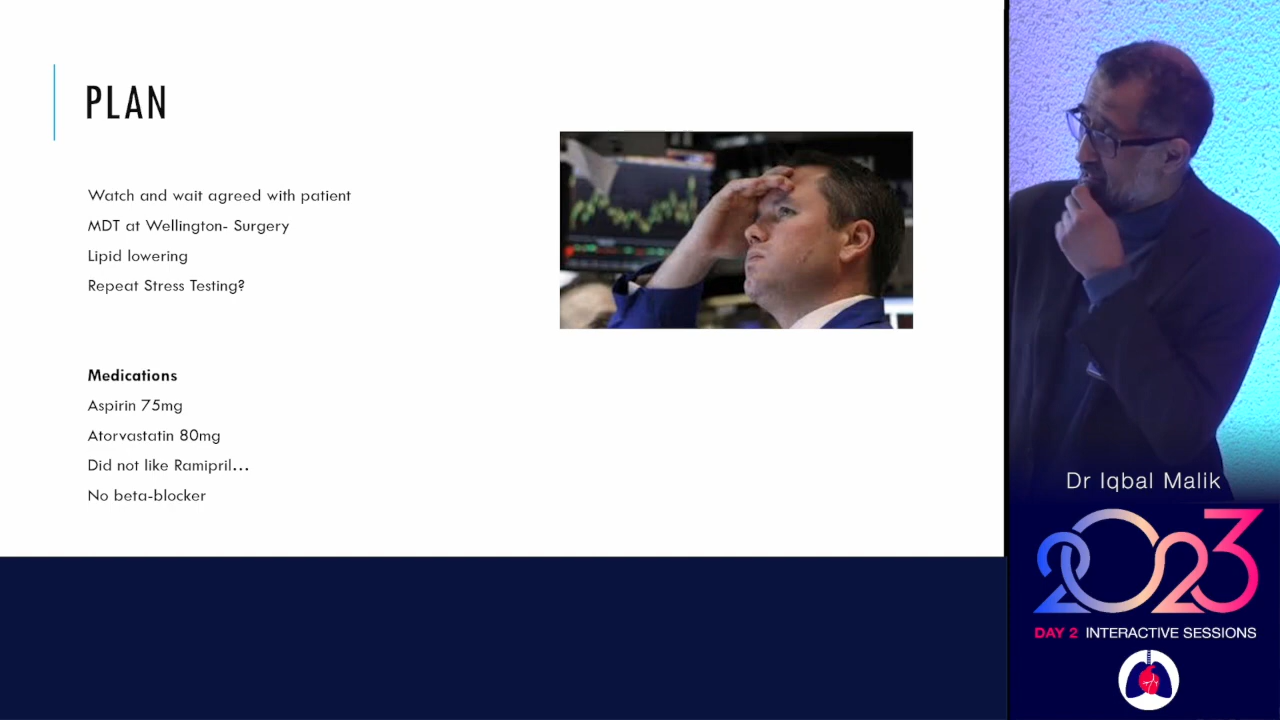 PLAN
Watch and wait agreed with patient
MDT at Wellington- Surgery
Lipid lowering
Repeat Stress Testing?
Medications
Aspirin 75mg
Atorvastatin 80mg
Did not like Ramipril...
No beta-blocker
Dr Iqbal Malik
2023
DAY 2 INTERACTIVE SESSIONS